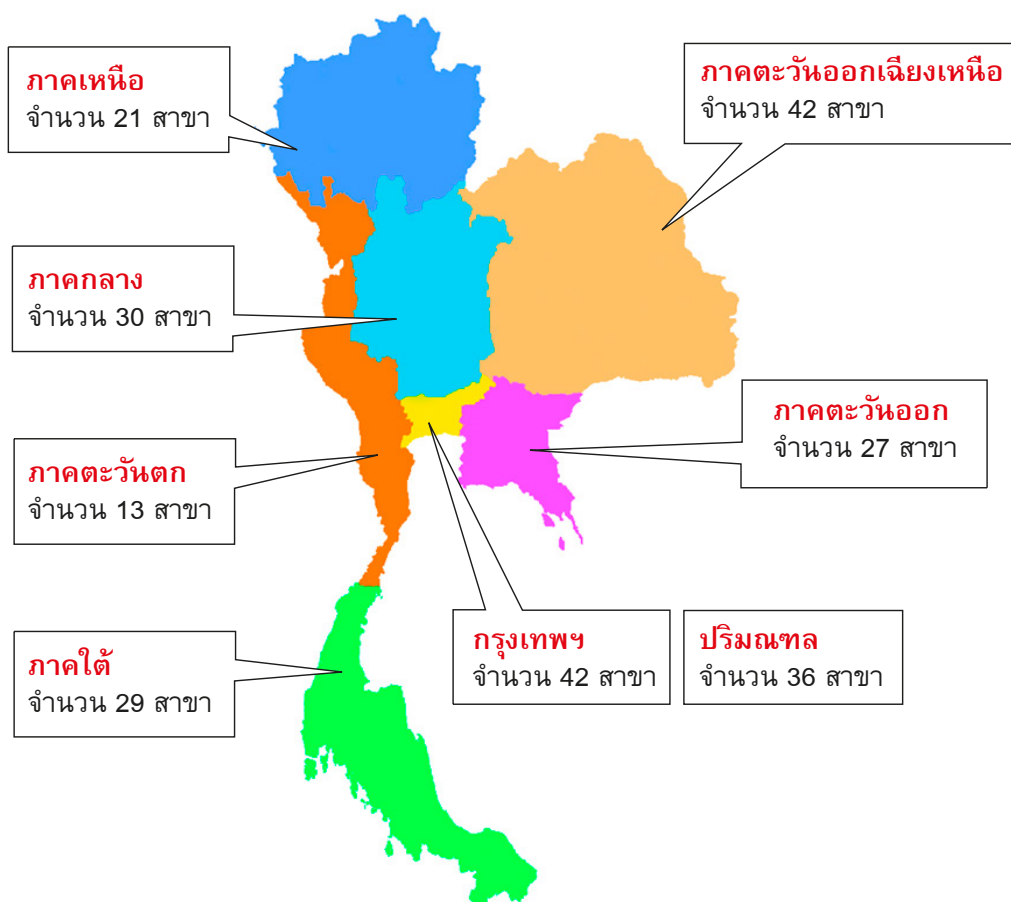 ภาคเหนือ
จำนวน 21 สาขา
ภาคตะวันออกเฉียงเหนือ
จำนวน 42 สาขา
ภาคกลาง
จำนวน 30 สาขา
ภาคตะวันออก
จำนวน 27 สาขา
ภาคตะวันตก
จำนวน 13 สาขา
กรุงเทพฯ
จำนวน 42 สาขา
ปริมณฑล
จำนวน 36 สาขา
ภาคใต้
จำนวน 29 สาขา